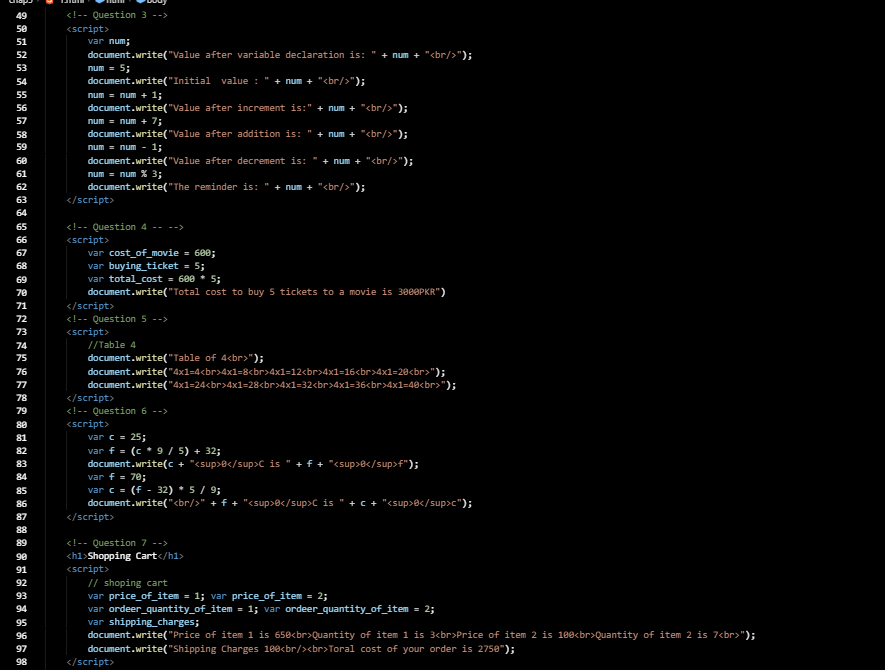 49 <!-- Question 3 -->
50 <script>
51 var num;
52 document.write("Value after variable declaration is: " + num + "<br/>");
53 num = 5;
54 document.write("Initial  value : " + num + "<br/>");
55 num = num + 1;
56 document.write("Value after increment is:" + num + "<br/>");
57 num = num + 7;
58 document.write("Value after addition is: " + num + "<br/>");
59 num = num - 1;
60 document.write("Value after decrement is: " + num + "<br/>");
61 num = num % 3;
62 document.write("The reminder is: " + num + "<br/>");
63 </script>
64
65 <!-- Question 4 -- -->
66 <script>
67 var cost_of_movie = 600;
68 var buying_ticket = 5;
69 var total_cost = 600 * 5;
70 document.write("Total cost to buy 5 tickets to a movie is 3000PKR")
71 </script>
72 <!-- Question 5 -->
73 <script>
74 //Table 4
75 document.write("Table of 4<br>");
76 document.write("4x1=4<br>4x1=8<br>4x1=12<br>4x1=16<br>4x1=20<br>");
77 document.write("4x1=24<br>4x1=28<br>4x1=32<br>4x1=36<br>4x1=40<br>");
78 </script>
79 <!-- Question 6 -->
80 <script>
81 var c = 25;
82 var f = (c * 9 / 5) + 32;
83 document.write(c + "<sup>0</sup>C is " + f + "<sup>0</sup>f");
84 var f = 70;
85 var c = (f - 32) * 5 / 9;
86 document.write("<br/>" + f + "<sup>0</sup>C is " + c + "<sup>0</sup>c");
87 </script>
88
89 <!-- Question 7 -->
90 <h1>Shopping Cart</h1>
91 <script>
92 // shoping cart
93 var price_of_item = 1; var price_of_item = 2;
94 var ordeer_quantity_of_item = 1; var ordeer_quantity_of_item = 2;
95 var shipping_charges;
96 document.write("Price of item 1 is 650<br>Quantity of item 1 is 3<br>Price of item 2 is 100<br>Quantity of item 2 is 7<br>");
97 document.write("Shipping Charges 100<br/><br>Toral cost of your order is 2750");
98 </script>